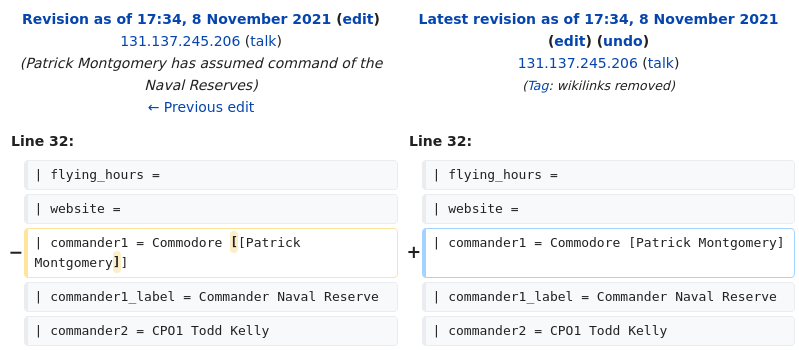 Revision as of 17:34, 8 November 2021 (edit)
131.137.245.206 (talk)
(Patrick Montgomery has assumed command of the
Naval Reserves)
← Previous edit
Latest revision as of 17:34, 8 November 2021
(edit) (undo)
131.137.245.206 (talk)
(Tag: wikilinks removed)
Line 32:
Line 32:
| flying_hours =
| flying_hours =
| website =
| website =
− | commander1 = Commodore [[Patrick
Montgomery]]
+ | commander1 = Commodore [Patrick Montgomery]
| commander1_label = Commander Naval Reserve
| commander1_label = Commander Naval Reserve
| commander2 = CPO1 Todd Kelly
| commander2 = CPO1 Todd Kelly